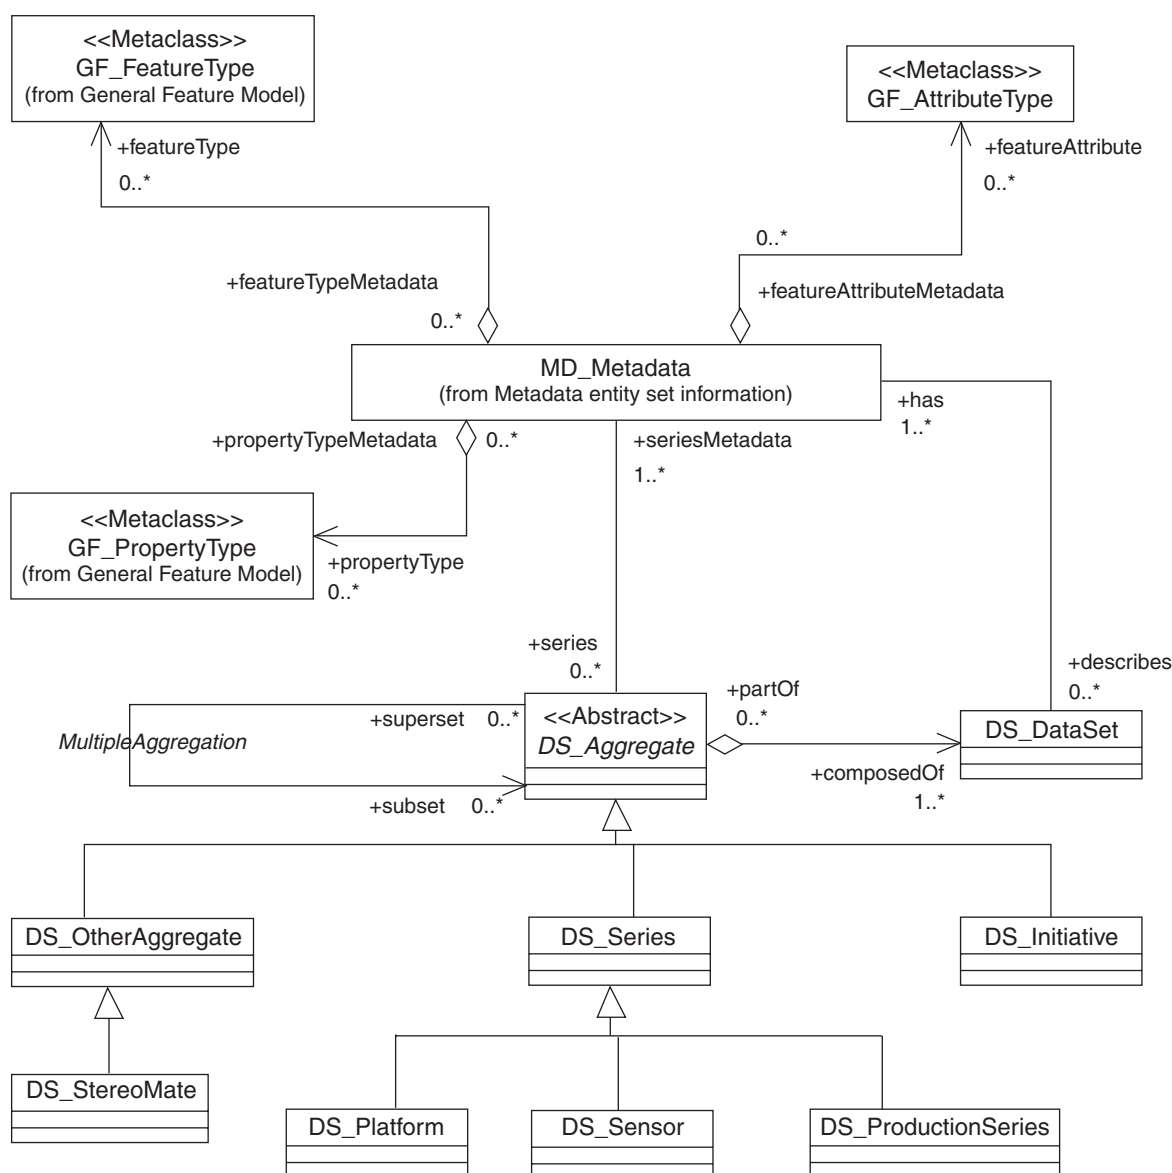 <<Metaclass>>
GF_FeatureType
(from General Feature Model)
<<Metaclass>>
GF_AttributeType
+featureType
0..*
+featureAttribute
0..*
0..*
+featureTypeMetadata
0..*
+featureAttributeMetadata
MD_Metadata
(from Metadata entity set information)
+has
1..*
+propertyTypeMetadata
0..*
+seriesMetadata
1..*
<<Metaclass>>
GF_PropertyType
(from General Feature Model)
+propertyType
0..*
+series
0..*
+describes
0..*
+partOf
0..*
+superset 0..*
<<Abstract>>
DS_Aggregate
DS_DataSet
MultipleAggregation
+composedOf
1..*
+subset 0..*
DS_OtherAggregate
DS_Series
DS_Initiative
DS_StereoMate
DS_Platform
DS_Sensor
DS_ProductionSeries